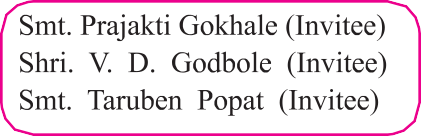 Smt. Prajakti Gokhale (Invitee)
Shri. V. D. Godbole (Invitee)
Smt. Taruben Popat (Invitee)